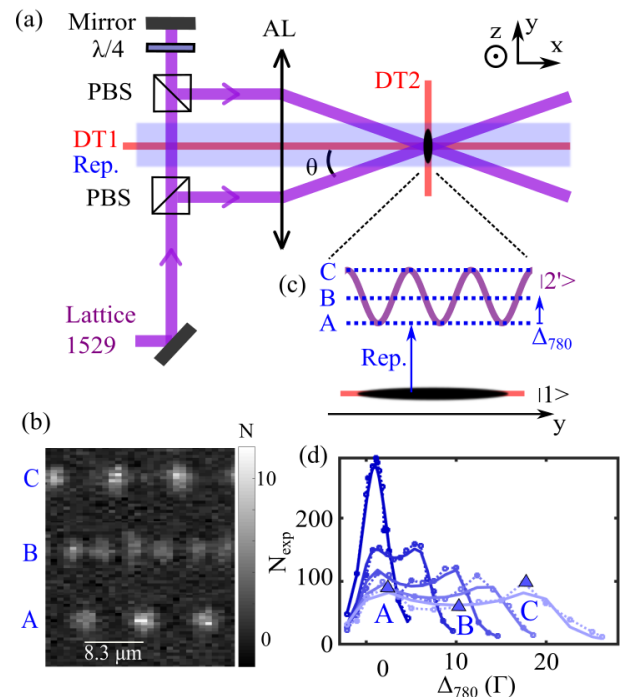 (a)
Mirror
λ/4
PBS
AL
z
y
x
DT2
DT1
Rep.
θ
PBS
Lattice
1529
(c)
C
B
A
|2'>
Δ780
Rep.
|1>
y
(b)
N
C
B
A
10
0
8.3 μm
(d)
Nexp
200
100
0
A
B
C
0
10
20
Δ780 (Γ)